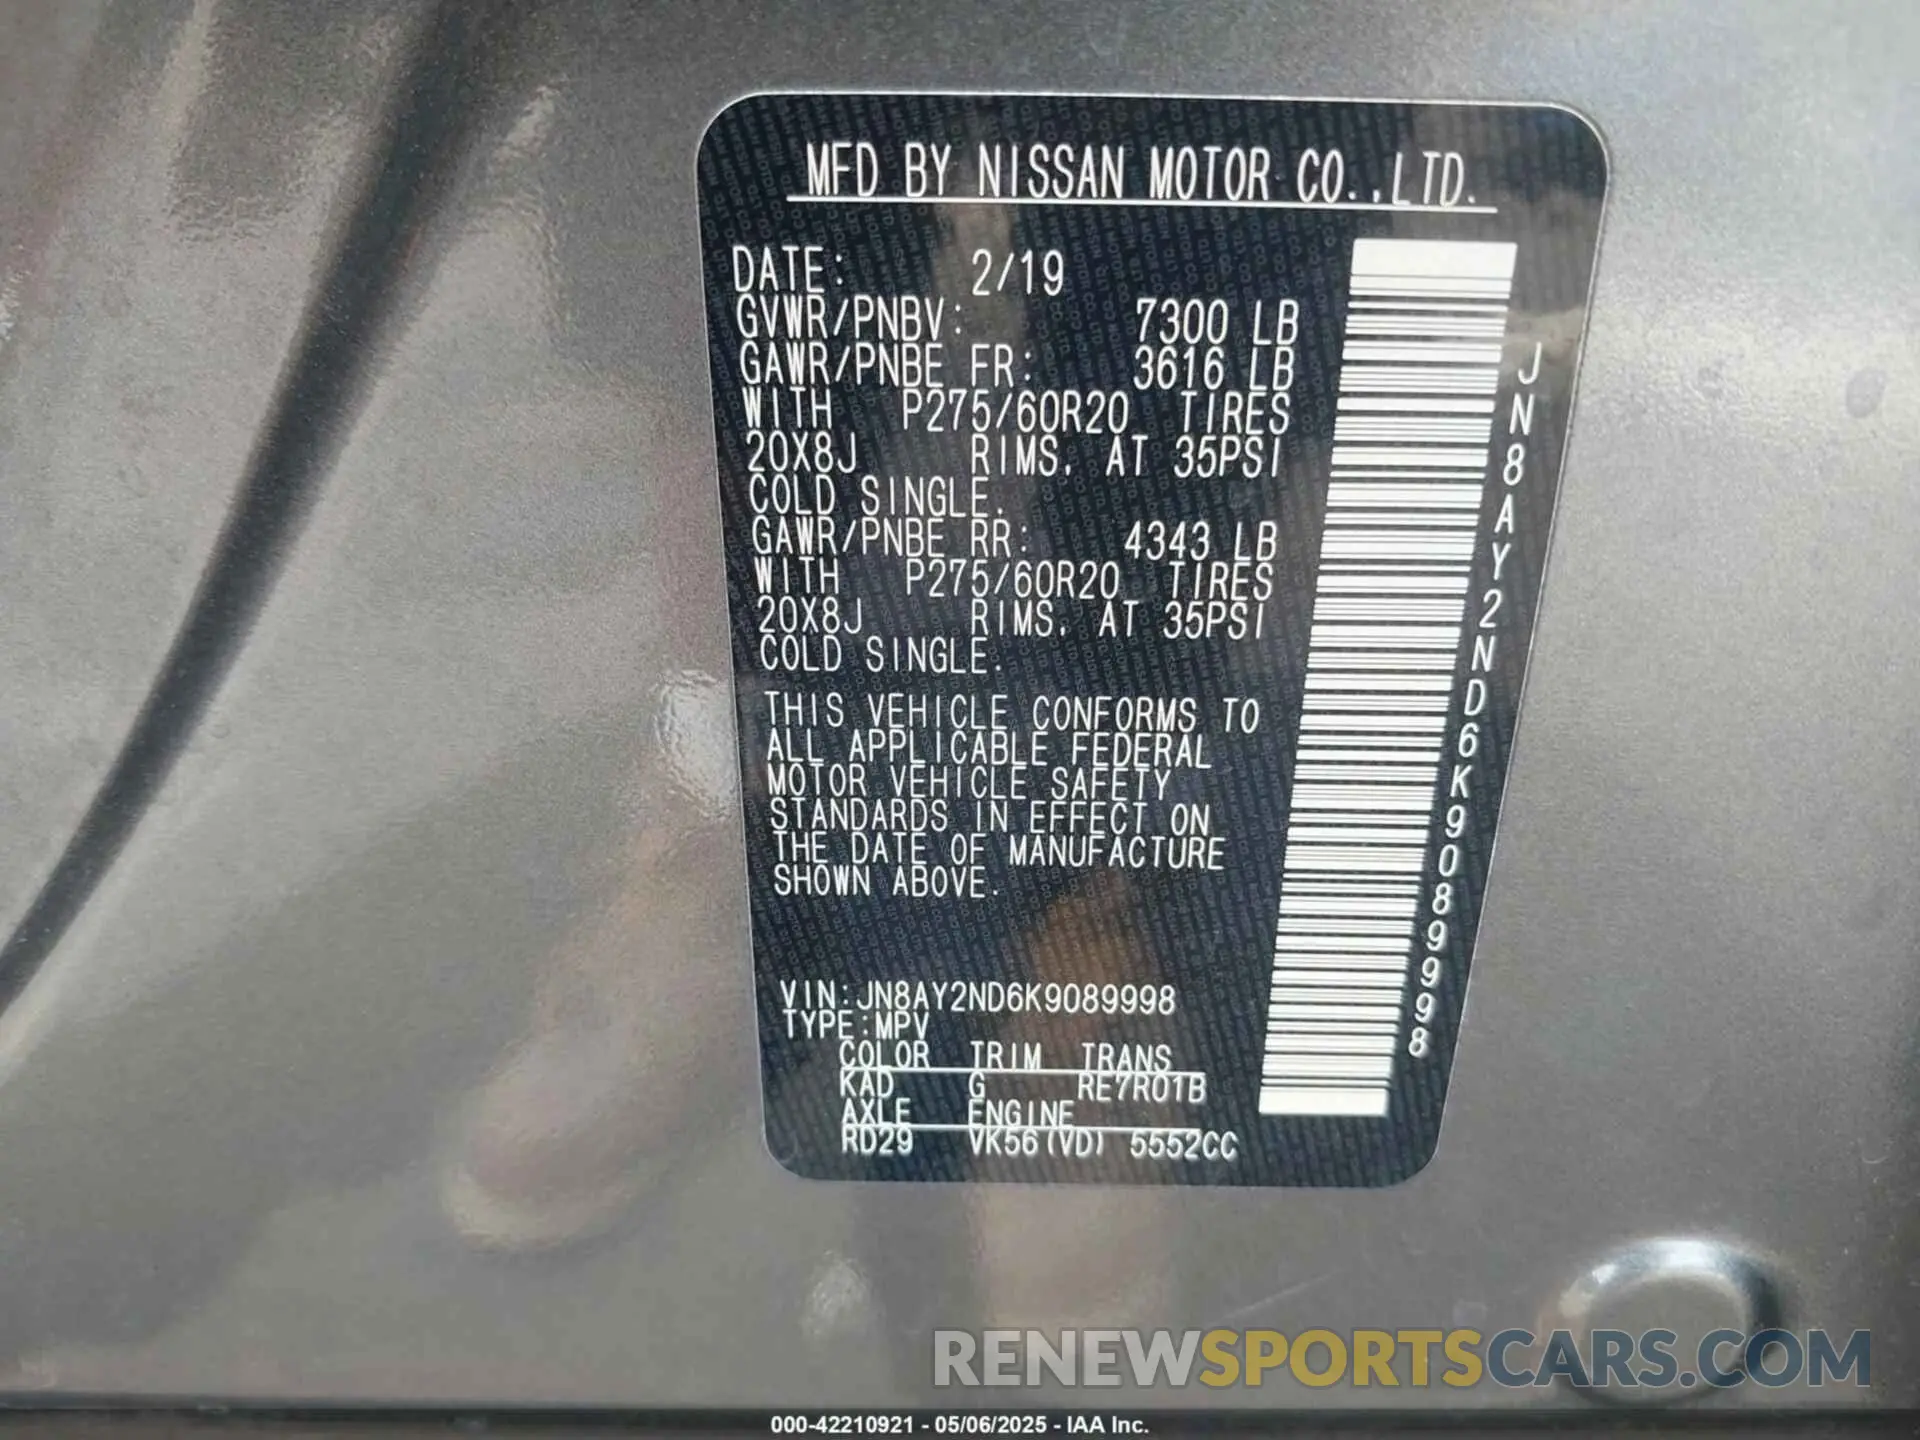 MFD BY NISSAN MOTOR CO.,LTD.
DATE: 2/19
GVWR/PNBV: 7300 LB
GAWR/PNBE FR: 3616 LB
WITH P275/60R20 TIRES
20X8J RIMS, AT 35PSI
COLD SINGLE.
GAWR/PNBE RR: 4343 LB
WITH P275/60R20 TIRES
20X8J RIMS, AT 35PSI
COLD SINGLE.
THIS VEHICLE CONFORMS TO
ALL APPLICABLE FEDERAL
MOTOR VEHICLE SAFETY
STANDARDS IN EFFECT ON
THE DATE OF MANUFACTURE
SHOWN ABOVE.
VIN:JN8AY2ND6K9089998
TYPE:MPV
COLOR TRIM TRANS
KAD G RE7R01B
AXLE ENGINE
RD29 VK56(VD) 5552CC
JN8AY2ND6K9089998
RENEWSPORTSCARS.COM
000-42210921 - 05/06/2025 - IAA Inc.